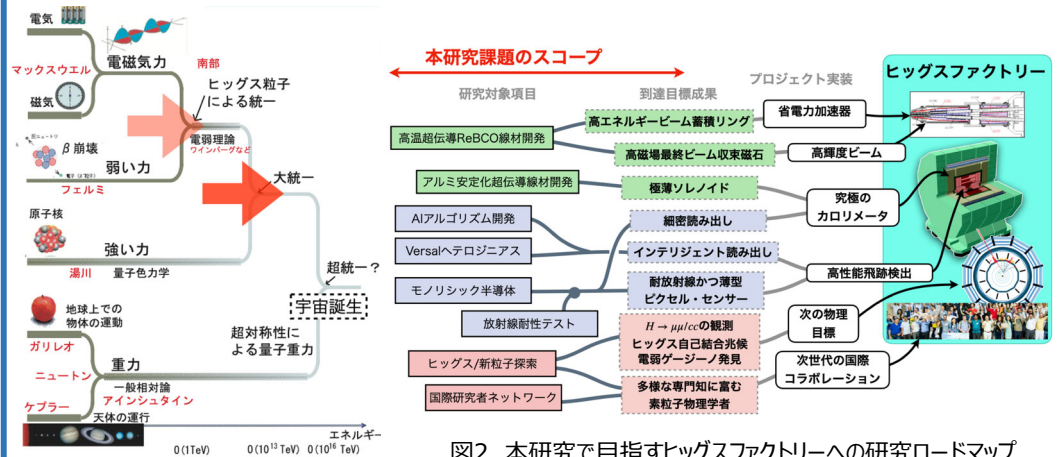 電気
マックスウエル
磁気
電磁気力
南部
ヒッグス粒子
による統一
電弱理論
ワインバーグなど
β 崩壊
弱い力
フェルミ
大統一
原子核
強い力
湯川
量子色力学
超統一？
宇宙誕生
地球上での
物体の運動
ガリレオ
超対称性に
よる量子重力
ニュートン
重力
一般相対論
アインシュタイン
ケプラー
天体の運行
エネルギー
0(1TeV)
0(10¹³ TeV)
0(10¹⁶ TeV)
本研究課題のスコープ
研究対象項目
到達目標成果
プロジェクト実装
ヒッグスファクトリー
高温超伝導ReBCO線材開発
高エネルギービーム蓄積リング
省電力加速器
高磁場最終ビーム収束磁石
高輝度ビーム
アルミ安定化超伝導線材開発
極薄ソレノイド
究極の
カロリメータ
AIアルゴリズム開発
細密読み出し
Versalヘテロジニアス
インテリジェント読み出し
高性能飛跡検出
モノリシック半導体
耐放射線かつ薄型
ピクセル・センサー
放射線耐性テスト
H → μμ/ccの観測
ヒッグス自己結合兆候
電弱ゲージーノ発見
次の物理
目標
ヒッグス/新粒子探索
国際研究者ネットワーク
多様な専門知に富む
素粒子物理学者
次世代の国際
コラボレーション
図2 本研究で目指すヒッグスファクトリーへの研究ロードマップ